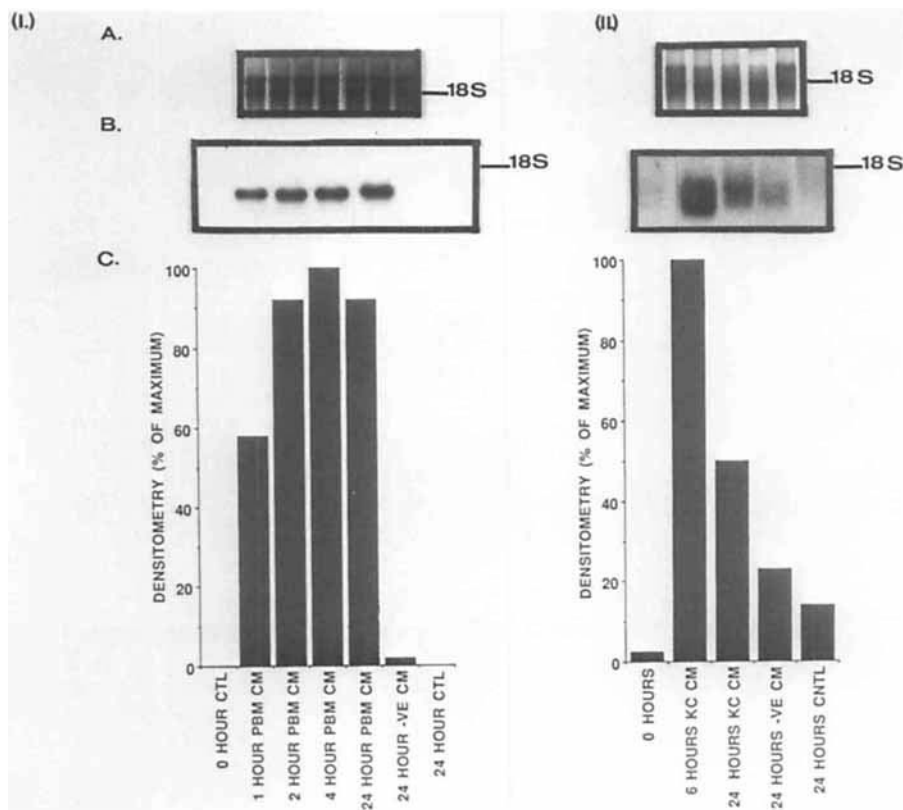 (I.)
(II.)
A.
18S
18S
B.
18S
18S
C.
DENSITOMETRY (% OF MAXIMUM)
100
80
60
40
20
0
0 HOUR CTL
1 HOUR PBM CM
2 HOUR PBM CM
4 HOUR PBM CM
24 HOUR PBM CM
24 HOUR -VE CM
24 HOUR CTL
DENSITOMETRY (% OF MAXIMUM)
100
80
60
40
20
0
0 HOURS
6 HOURS KC CM
24 HOURS KC CM
24 HOURS -VE CM
24 HOURS CNTL